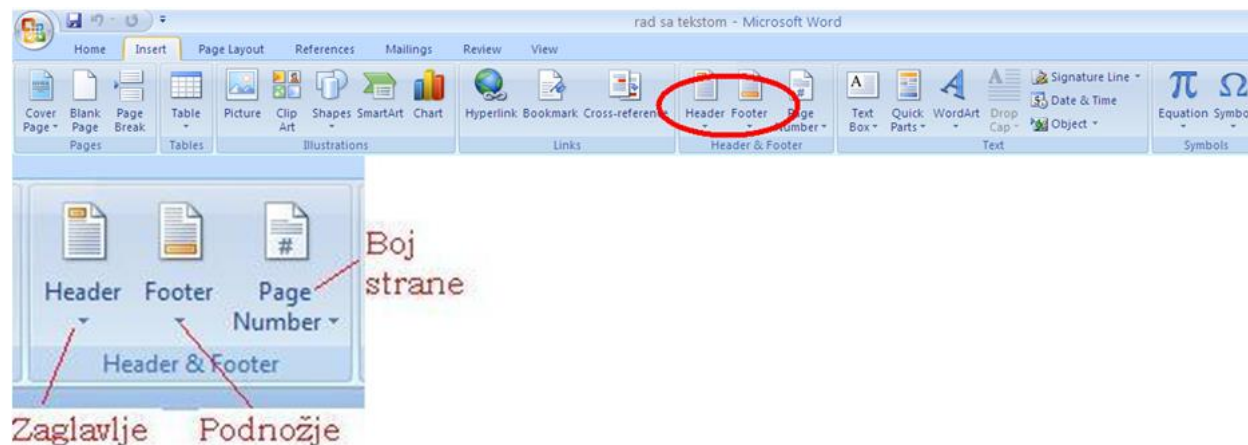 rad sa tekstom - Microsoft Word
Home Insert Page Layout References Mailings Review View
Cover Page Blank Page Page Break Table Picture Clip Art Shapes SmartArt Chart Hyperlink Bookmark Cross-reference Header Footer Page Number A Text Box Quick Parts A WordArt A Drop Cap Signature Line Date & Time Object π Equation Ω Symbo
Pages Tables Illustrations Links Header & Footer Text Symbols
# Boj
strane
Header Footer Page
Number
Header & Footer
Zaglavlje Podnožje